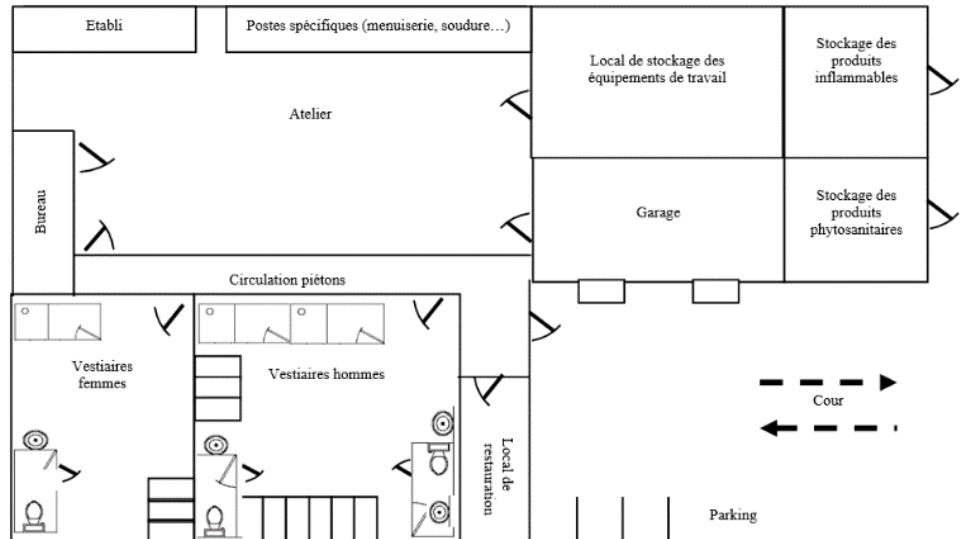 Etabli
Postes spécifiques (menuiserie, soudure…)
Local de stockage des
équipements de travail
Stockage des
produits
inflammables
Atelier
Bureau
Garage
Stockage des
produits
phytosanitaires
Circulation piétons
Vestiaires
femmes
Vestiaires hommes
Local de
restauration
Cour
Parking